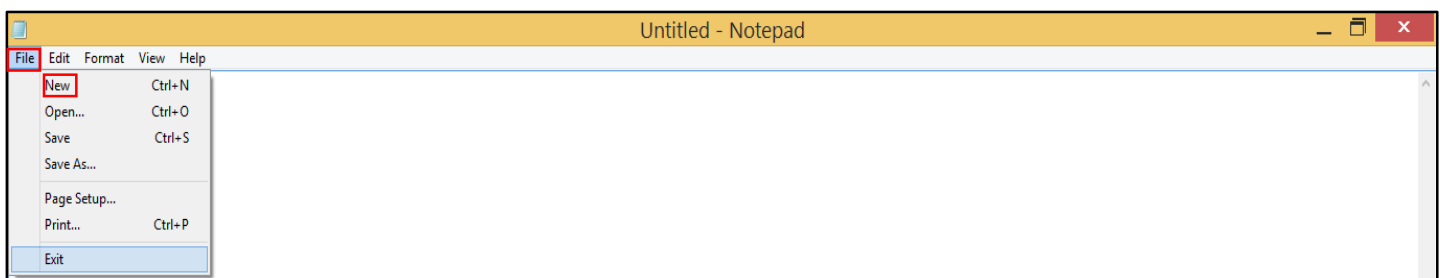 Untitled - Notepad
File Edit Format View Help
New Ctrl+N
Open... Ctrl+O
Save Ctrl+S
Save As...
Page Setup...
Print... Ctrl+P
Exit